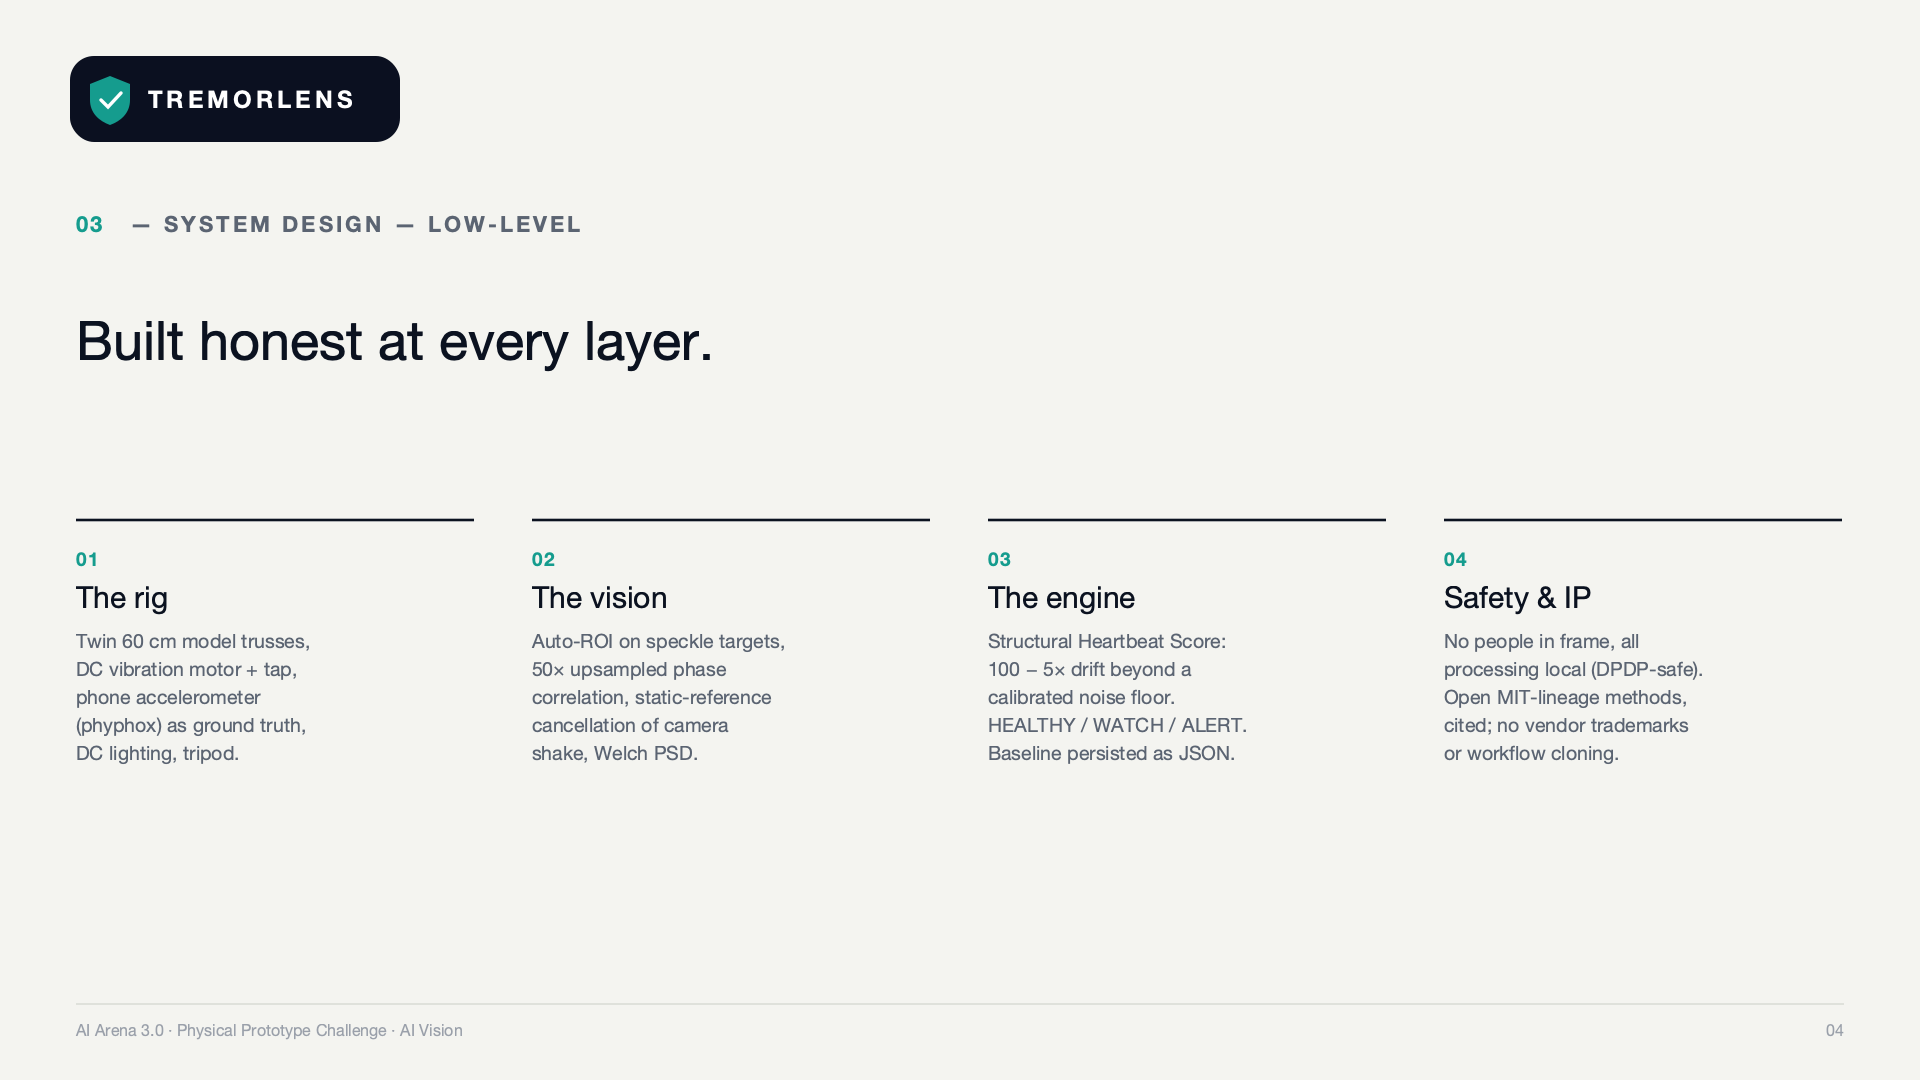 TREMORLENS
03 — SYSTEM DESIGN — LOW-LEVEL
Built honest at every layer.
01
The rig
Twin 60 cm model trusses,
DC vibration motor + tap,
phone accelerometer
(phyphox) as ground truth,
DC lighting, tripod.
02
The vision
Auto-ROI on speckle targets,
50× upsampled phase
correlation, static-reference
cancellation of camera
shake, Welch PSD.
03
The engine
Structural Heartbeat Score:
100 – 5× drift beyond a
calibrated noise floor.
HEALTHY / WATCH / ALERT.
Baseline persisted as JSON.
04
Safety & IP
No people in frame, all
processing local (DPDP-safe).
Open MIT-lineage methods,
cited; no vendor trademarks
or workflow cloning.
AI Arena 3.0 · Physical Prototype Challenge · AI Vision
04